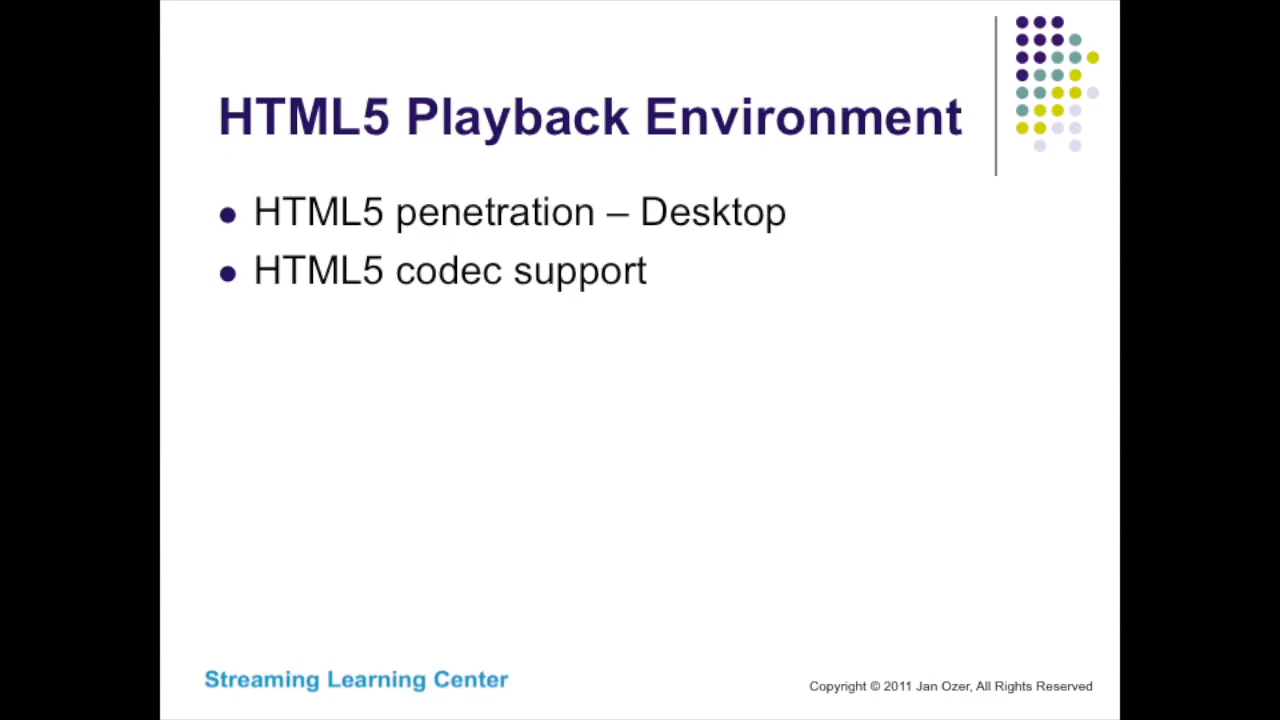 HTML5 Playback Environment
HTML5 penetration – Desktop
HTML5 codec support
Streaming Learning Center
Copyright © 2011 Jan Ozer, All Rights Reserved